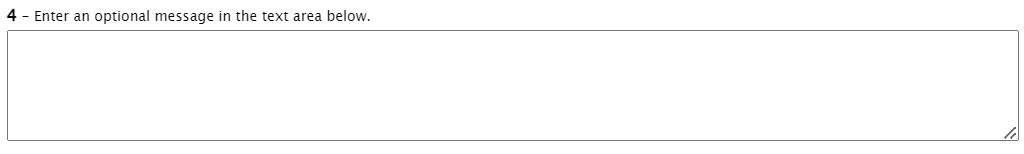 4 - Enter an optional message in the text area below.